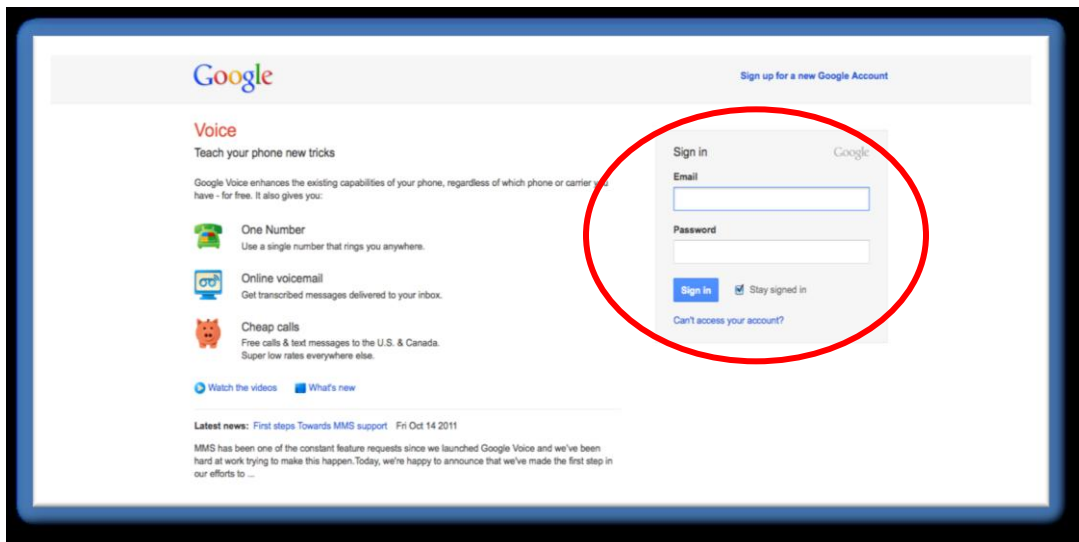 Google
Sign up for a new Google Account
Voice
Teach your phone new tricks
Google Voice enhances the existing capabilities of your phone, regardless of which phone or carrier you
have - for free. It also gives you:
One Number
Use a single number that rings you anywhere.
Online voicemail
Get transcribed messages delivered to your inbox.
Cheap calls
Free calls & text messages to the U.S. & Canada.
Super low rates everywhere else.
Watch the videos What's new
Latest news: First steps Towards MMS support Fri Oct 14 2011
MMS has been one of the constant feature requests since we launched Google Voice and we've been
hard at work trying to make this happen. Today, we're happy to announce that we've made the first step in
our efforts to ...
Sign in Google
Email
Password
Sign in Stay signed in
Can't access your account?